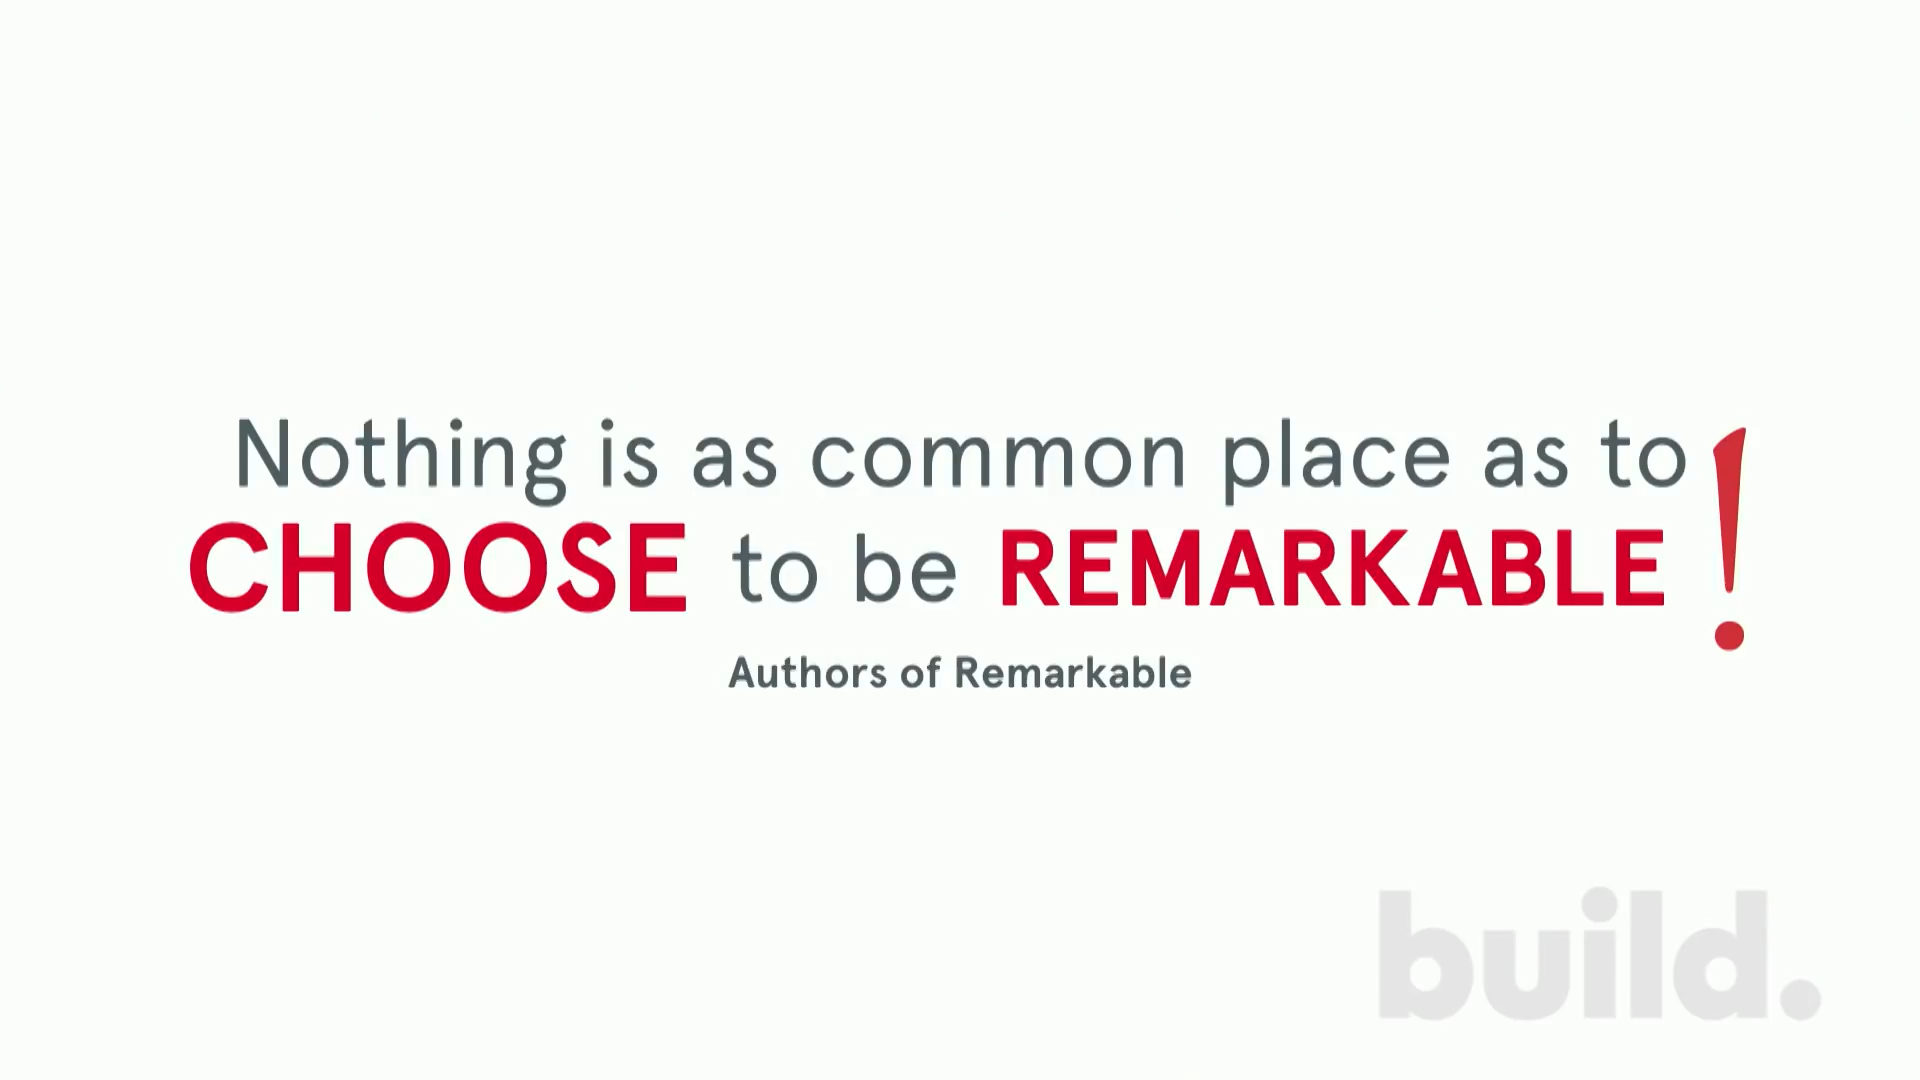 Nothing is as common place as to
CHOOSE to be REMARKABLE!
Authors of Remarkable
build.